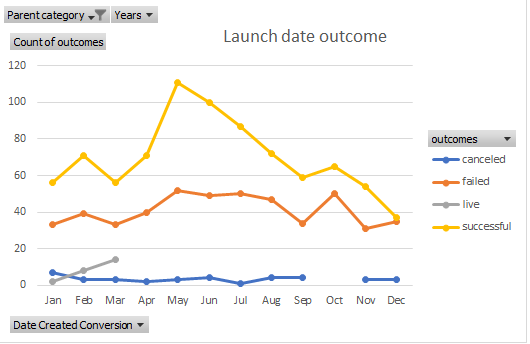 Parent category Years
Launch date outcome
Count of outcomes
120
100
80
60
40
20
0
Jan Feb Mar Apr May Jun Jul Aug Sep Oct Nov Dec
outcomes
canceled
failed
live
successful
Date Created Conversion